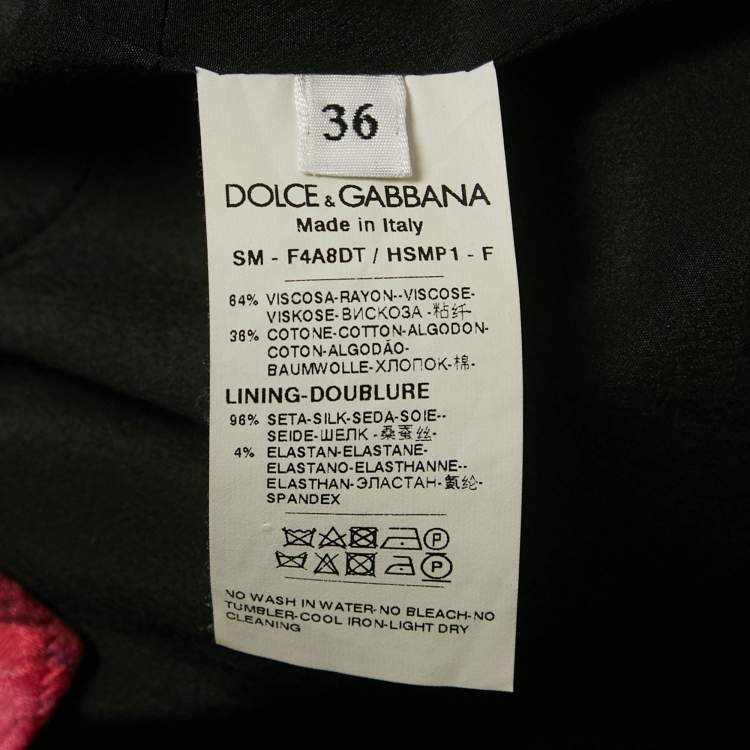 36
DOLCE & GABBANA
Made in Italy
SM - F4A8DT / HSMP1 - F
64% VISCOSA-RAYON--VISCOSE-
VISKOSE-ВИСКОЗА -粘纤-
36% COTONE-COTTON-ALGODON-
COTON-ALGODÃO-
BAUMWOLLE-ХЛОПОК-棉-
LINING-DOUBLURE
96% SETA-SILK-SEDA-SOIE--
SEIDE-ШЕЛК -桑蚕丝-
4% ELASTAN-ELASTANE-
ELASTANO-ELASTHANNE--
ELASTHAN-ЭЛАСТАН-氨纶-
SPANDEX
P
P
NO WASH IN WATER-NO BLEACH-NO
TUMBLER-COOL IRON-LIGHT DRY
CLEANING